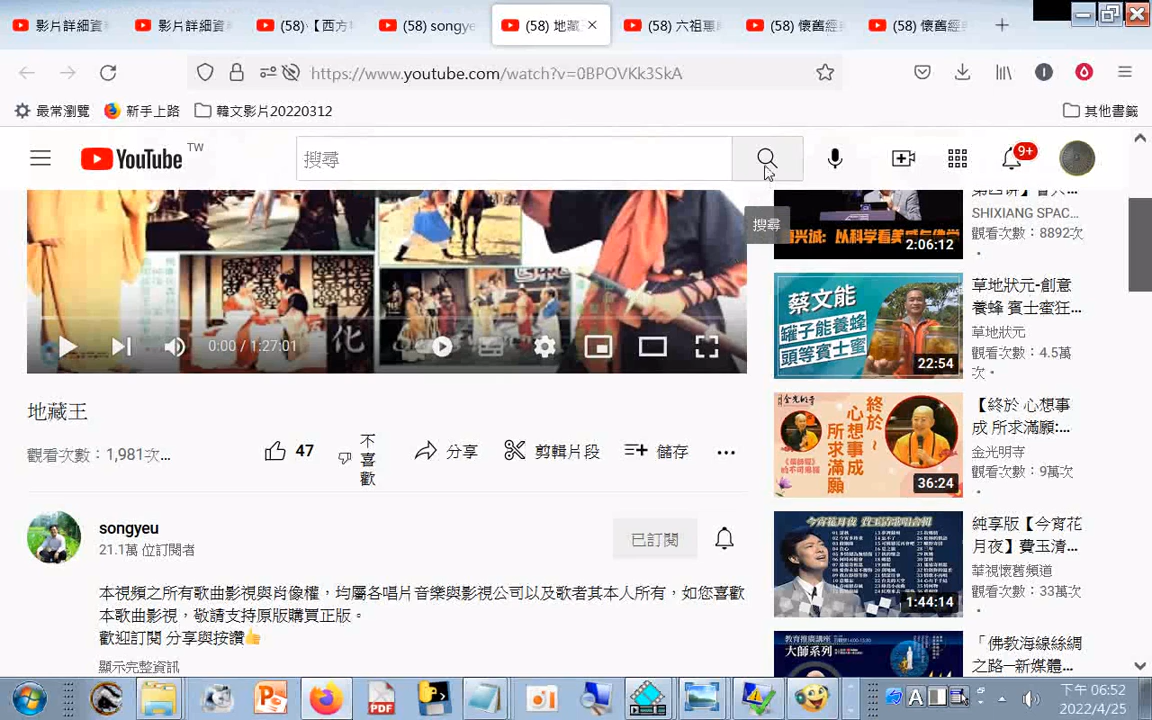 影片詳細資
影片詳細資
(58) 【西方
(58) songye
(58) 地藏
(58) 六祖惠
(58) 懷舊經
(58) 懷舊經
https://www.youtube.com/watch?v=0BPOVKk3SkA
最常瀏覽
新手上路
韓文影片20220312
其他書籤
YouTube TW
搜尋
9+
搜尋
化
0:00 / 1:27:01
地藏王
觀看次數：1,981次...
47
不喜歡
分享
剪輯片段
儲存
songyeu
21.1萬 位訂閱者
已訂閱
本視頻之所有歌曲影視與肖像權，均屬各唱片音樂與影視公司以及歌者其本人所有，如您喜歡
本歌曲影視，敬請支持原版購買正版。
歡迎訂閱 分享與按讚👍
顯示完整資訊
2:06:12
SHIXIANG SPAC...
觀看次數：8892次
蔡文能
罐子能養蜂
頭等賓士蜜
22:54
草地狀元-創意
養蜂 賓士蜜狂...
草地狀元
觀看次數：4.5萬
次・
終於～
心想事成
所求滿願
36:24
【終於 心想事
成 所求滿願:...
金光明寺
觀看次數：9萬次
今宵花月夜 費玉清歌唱合輯
1:44:14
純享版【今宵花
月夜】費玉清...
華視懷舊頻道
觀看次數：33萬次
教育推廣講座
大師系列
「佛教海線絲綢
之路─新媒體...
PDF
A
下午 06:52
2022/4/25